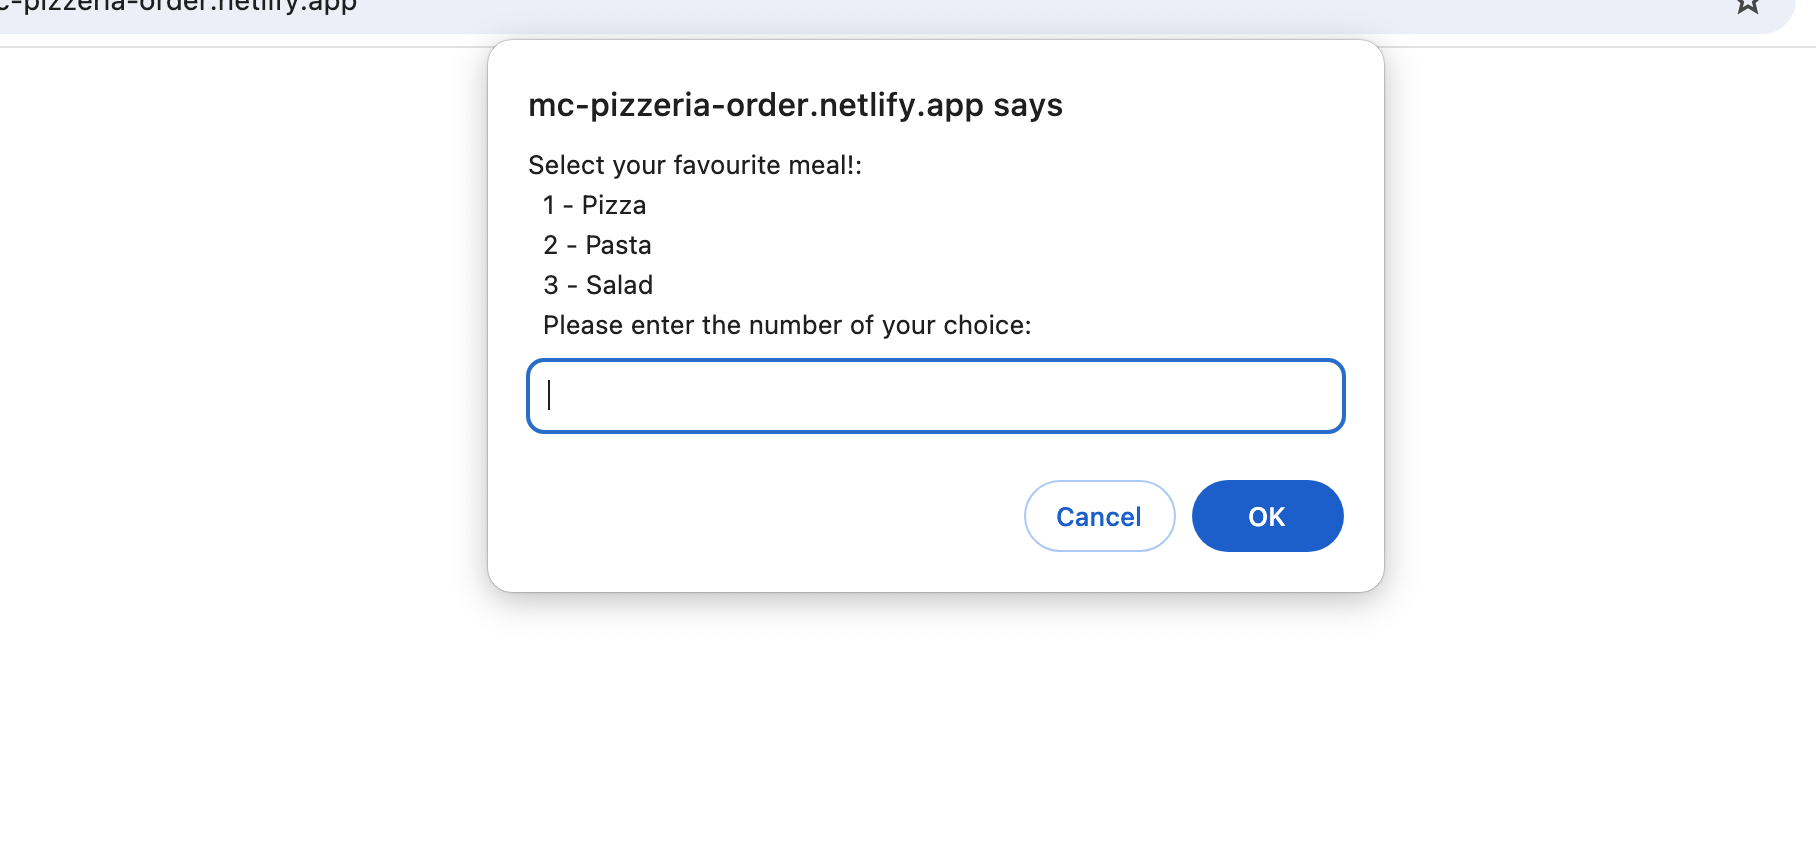 c-pizzeria-order.netlify.app
mc-pizzeria-order.netlify.app says
Select your favourite meal!:
1 - Pizza
2 - Pasta
3 - Salad
Please enter the number of your choice:
Cancel
OK